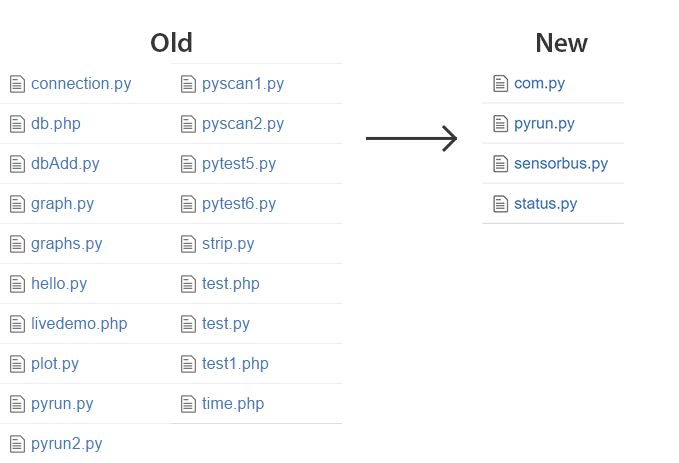 Old
connection.py
db.php
dbAdd.py
graph.py
graphs.py
hello.py
livedemo.php
plot.py
pyrun.py
pyrun2.py
pyscan1.py
pyscan2.py
pytest5.py
pytest6.py
strip.py
test.php
test.py
test1.php
time.php
New
com.py
pyrun.py
sensorbus.py
status.py